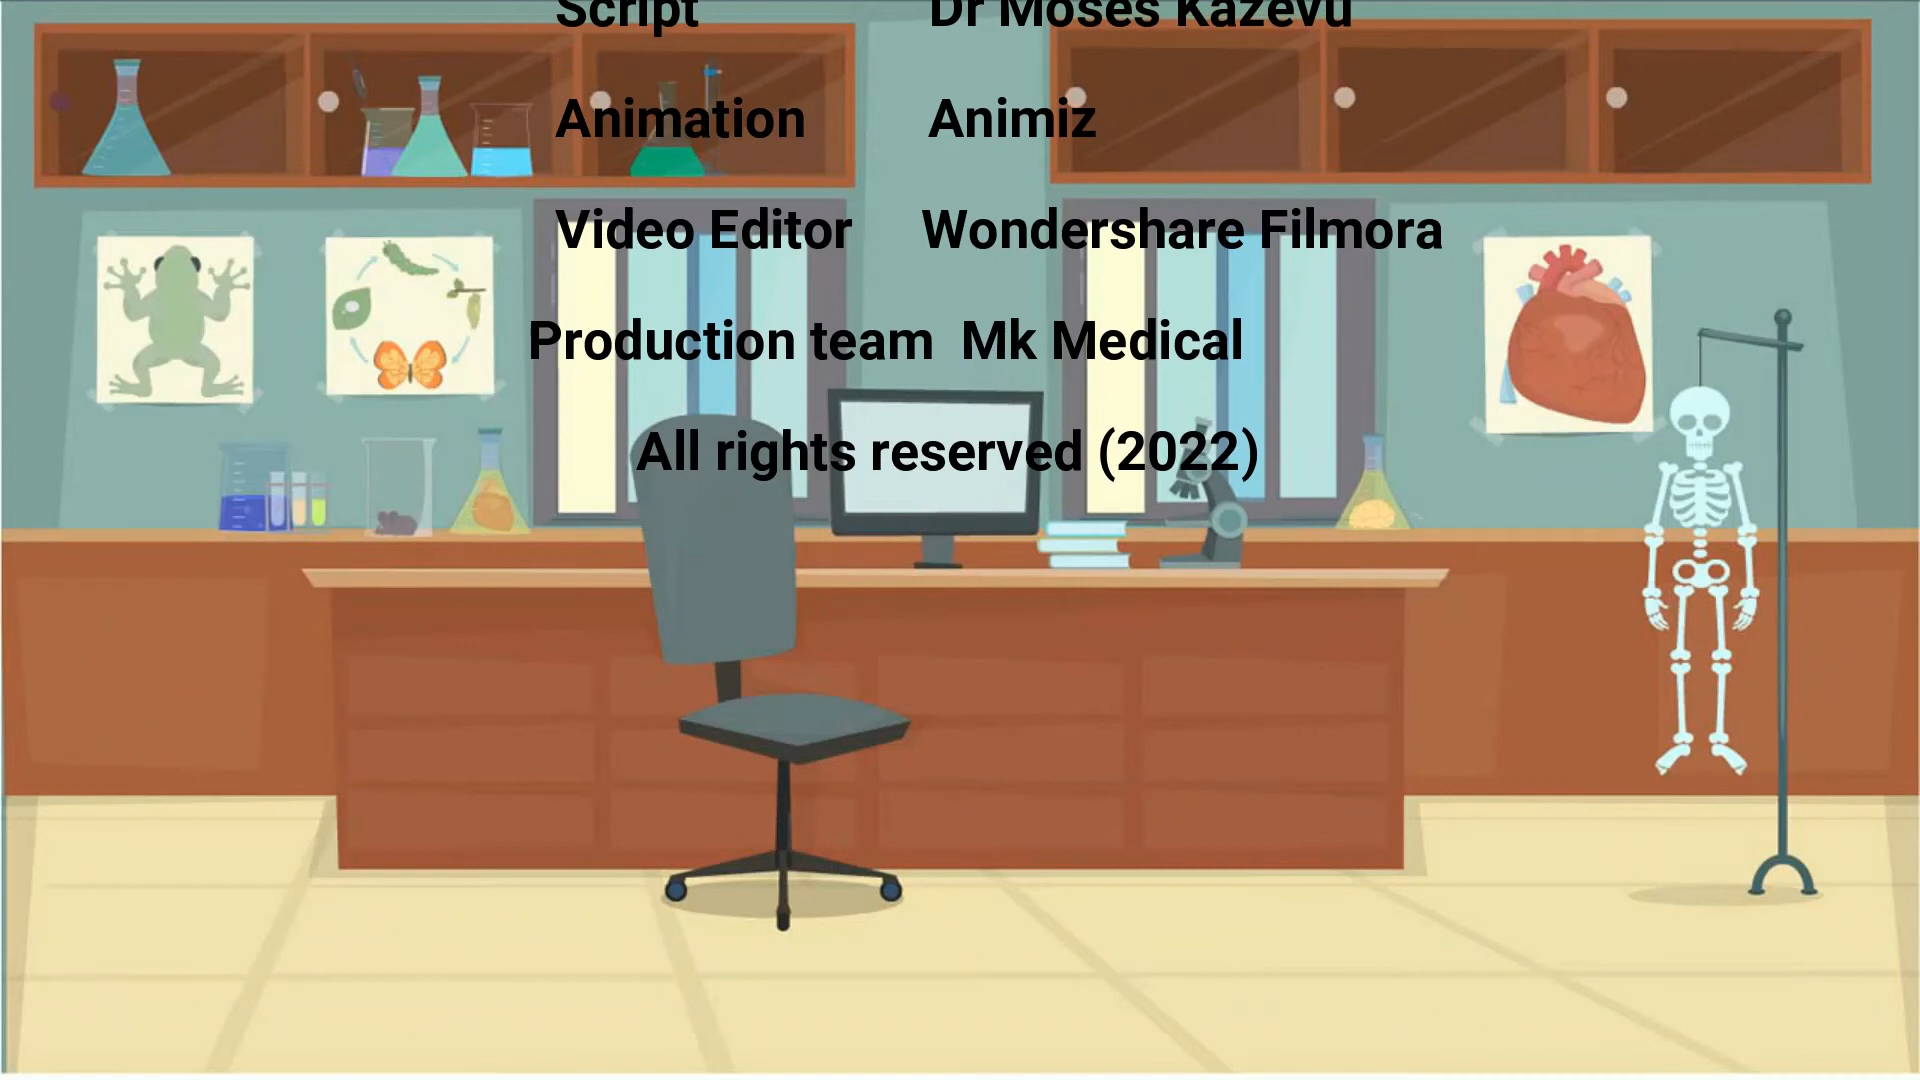 Script Dr Moses Kazevu
Animation Animiz
Video Editor Wondershare Filmora
Production team Mk Medical
All rights reserved (2022)